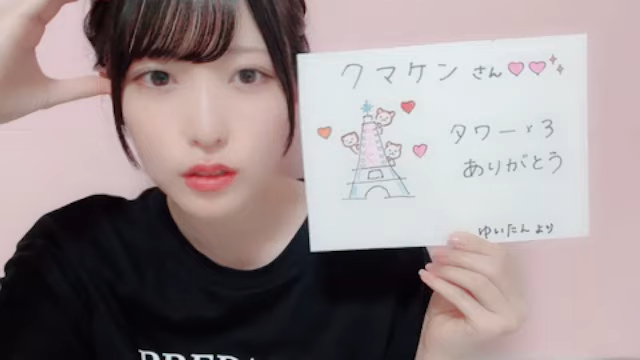 クマケンさん
タワー×3
ありがとう
ゆいたんより